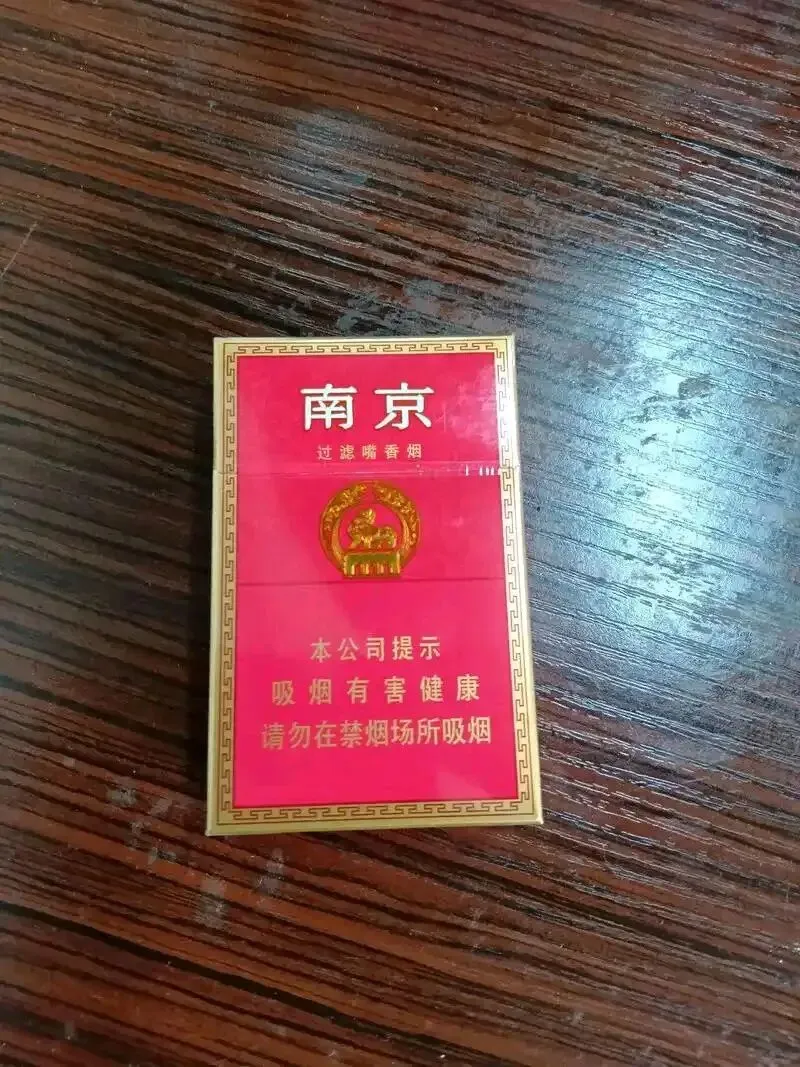 南京
过滤嘴香烟
本公司提示
吸烟有害健康
请勿在禁烟场所吸烟